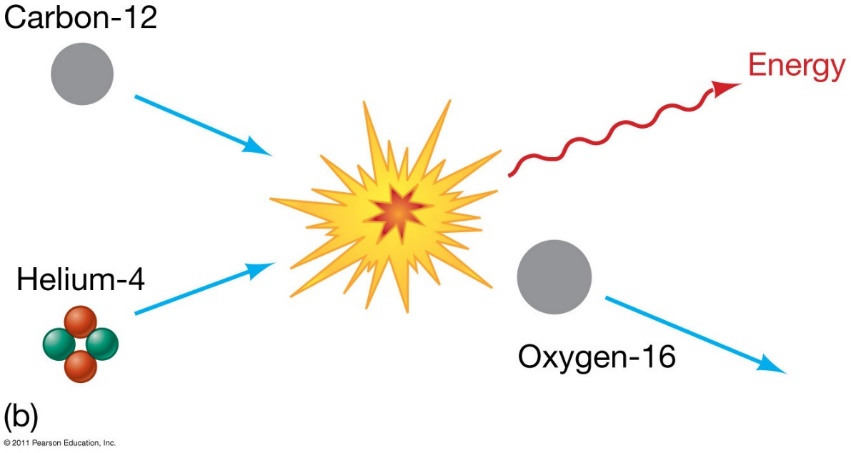 Carbon-12
Energy
Helium-4
Oxygen-16
(b)
© 2011 Pearson Education, Inc.